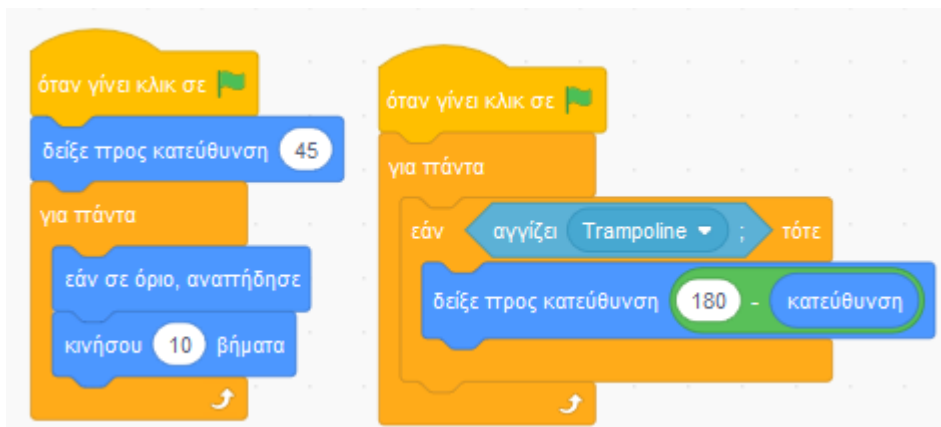 όταν γίνει κλικ σε
δείξε προς κατεύθυνση 45
για πάντα
εάν σε όριο, αναπήδησε
κινήσου 10 βήματα
όταν γίνει κλικ σε
για πάντα
εάν αγγίζει Trampoline ; τότε
δείξε προς κατεύθυνση 180 - κατεύθυνση